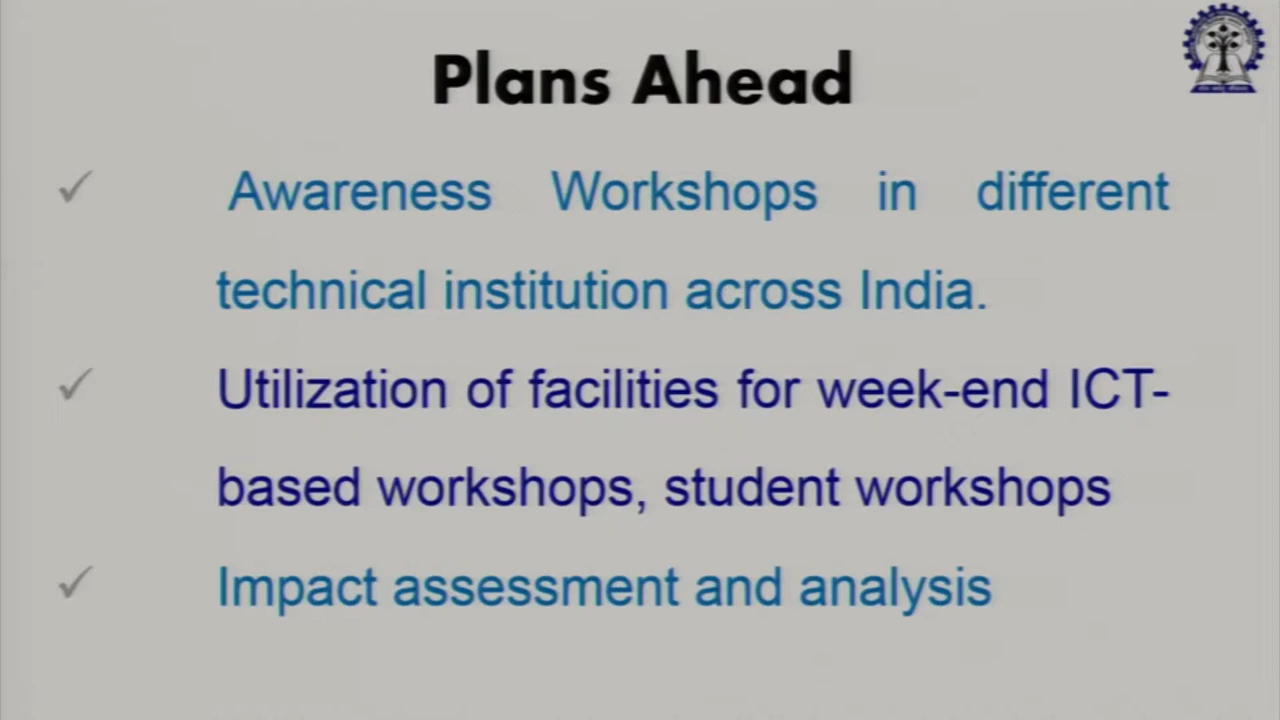 Plans Ahead
✓ Awareness Workshops in different
technical institution across India.
✓ Utilization of facilities for week-end ICT-
based workshops, student workshops
✓ Impact assessment and analysis